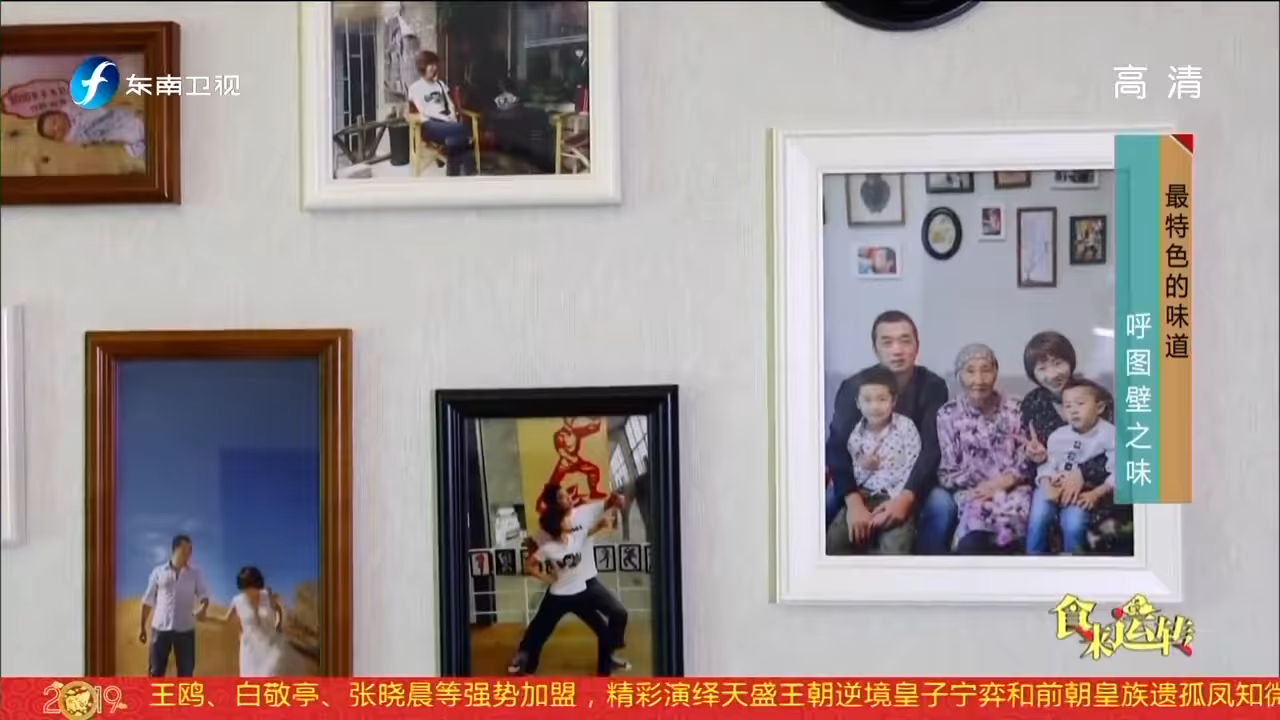 东南卫视
高清
最特色的味道
呼图壁之味
食来运转
2019
王鸥、白敬亭、张晓晨等强势加盟，精彩演绎天盛王朝逆境皇子宁弈和前朝皇族遗孤凤知微